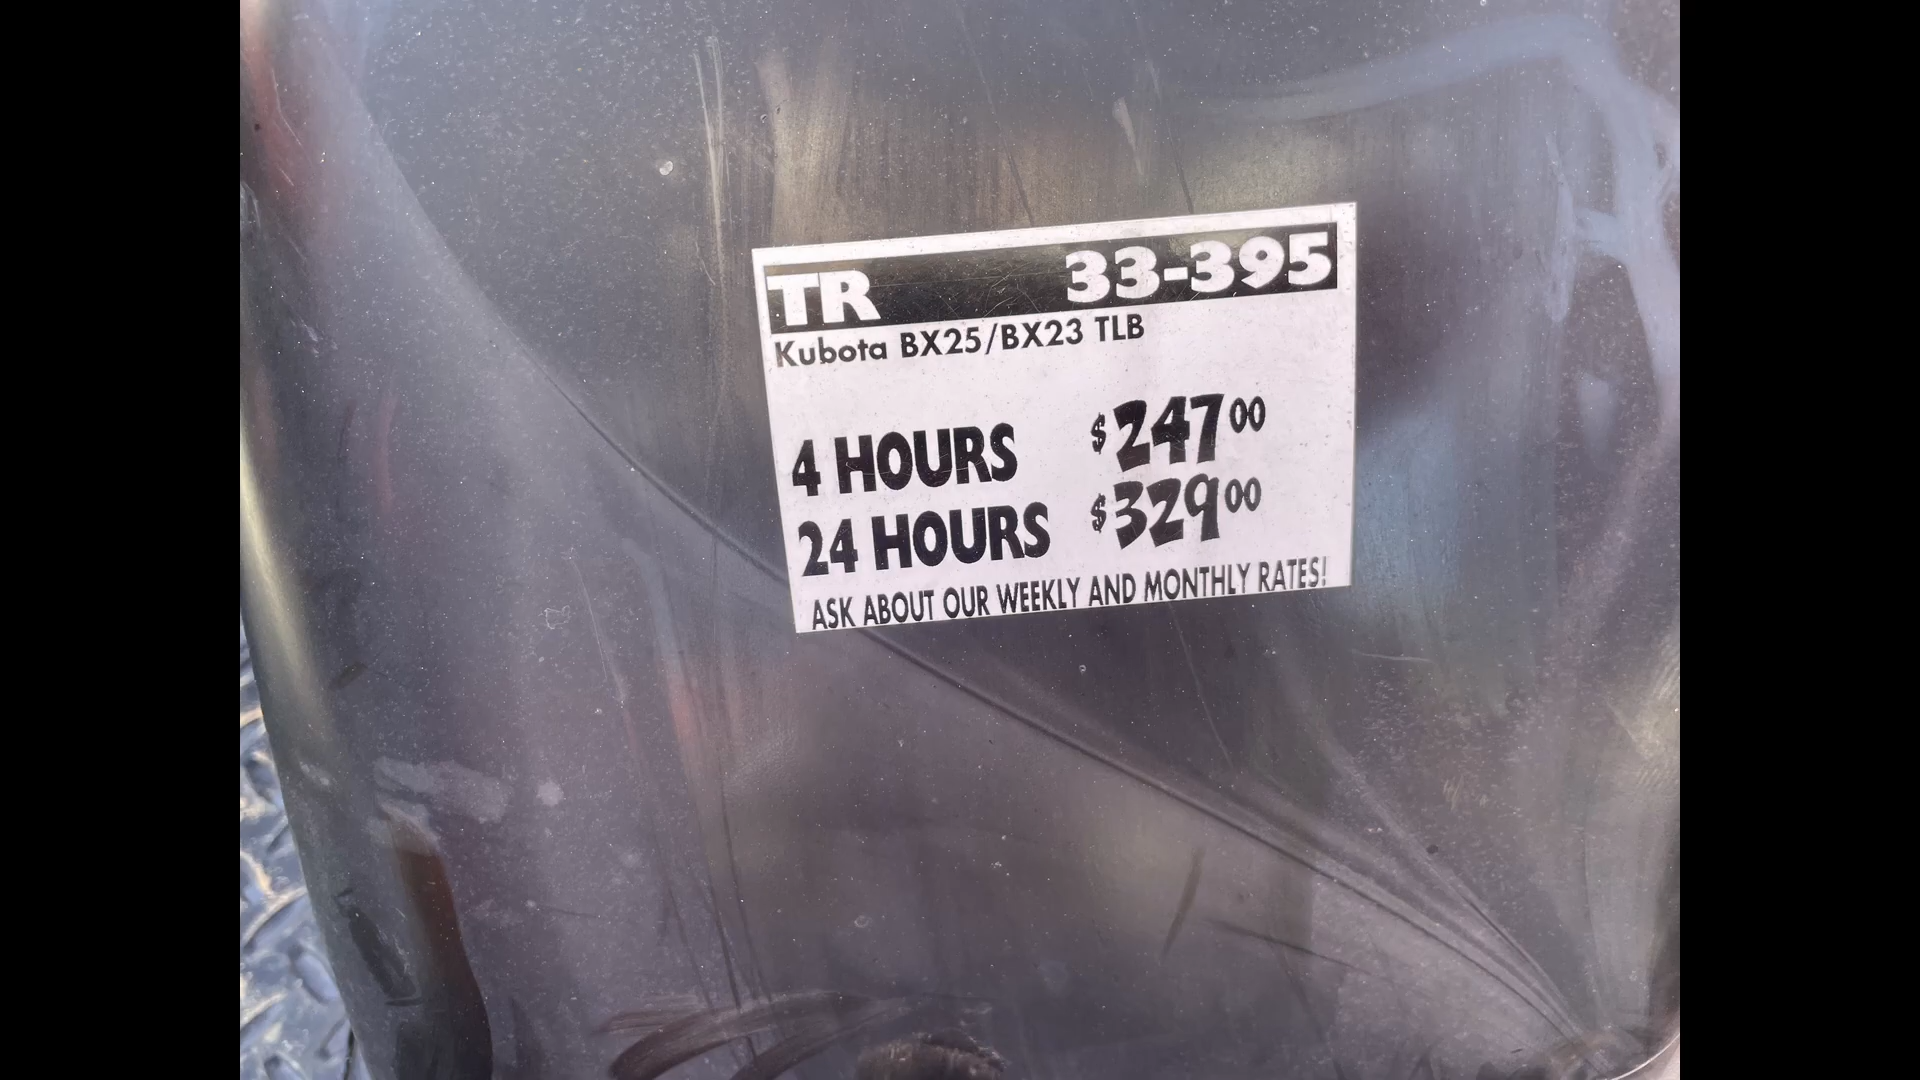 TR 33-395
Kubota BX25/BX23 TLB
4 HOURS $247.00
24 HOURS $329.00
ASK ABOUT OUR WEEKLY AND MONTHLY RATES!